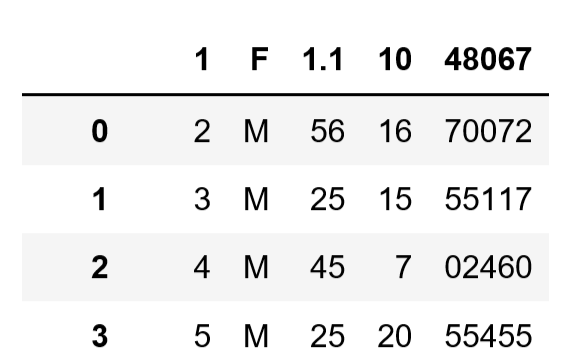 1 F 1.1 10 48067
0 2 M 56 16 70072
1 3 M 25 15 55117
2 4 M 45 7 02460
3 5 M 25 20 55455